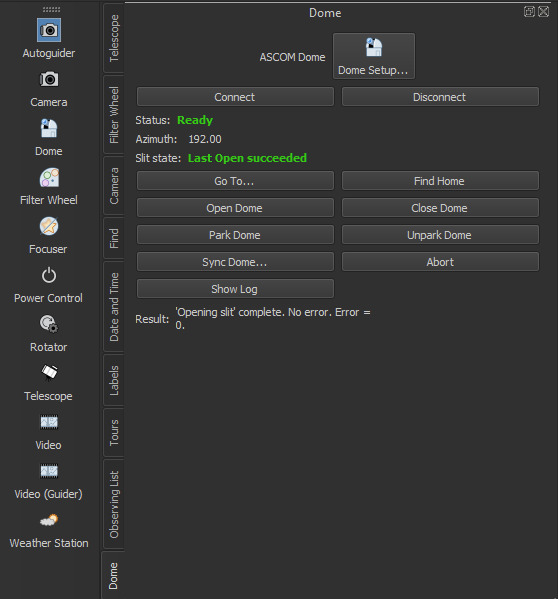 Autoguider
Camera
Dome
Filter Wheel
Focuser
Power Control
Rotator
Telescope
Video
Video (Guider)
Weather Station
Telescope
Filter Wheel
Camera
Find
Date and Time
Labels
Tours
Observing List
Dome
Dome
ASCOM Dome
Dome Setup...
Connect
Disconnect
Status: Ready
Azimuth: 192.00
Slit state: Last Open succeeded
Go To...
Find Home
Open Dome
Close Dome
Park Dome
Unpark Dome
Sync Dome...
Abort
Show Log
Result: 'Opening slit' complete. No error. Error =
0.